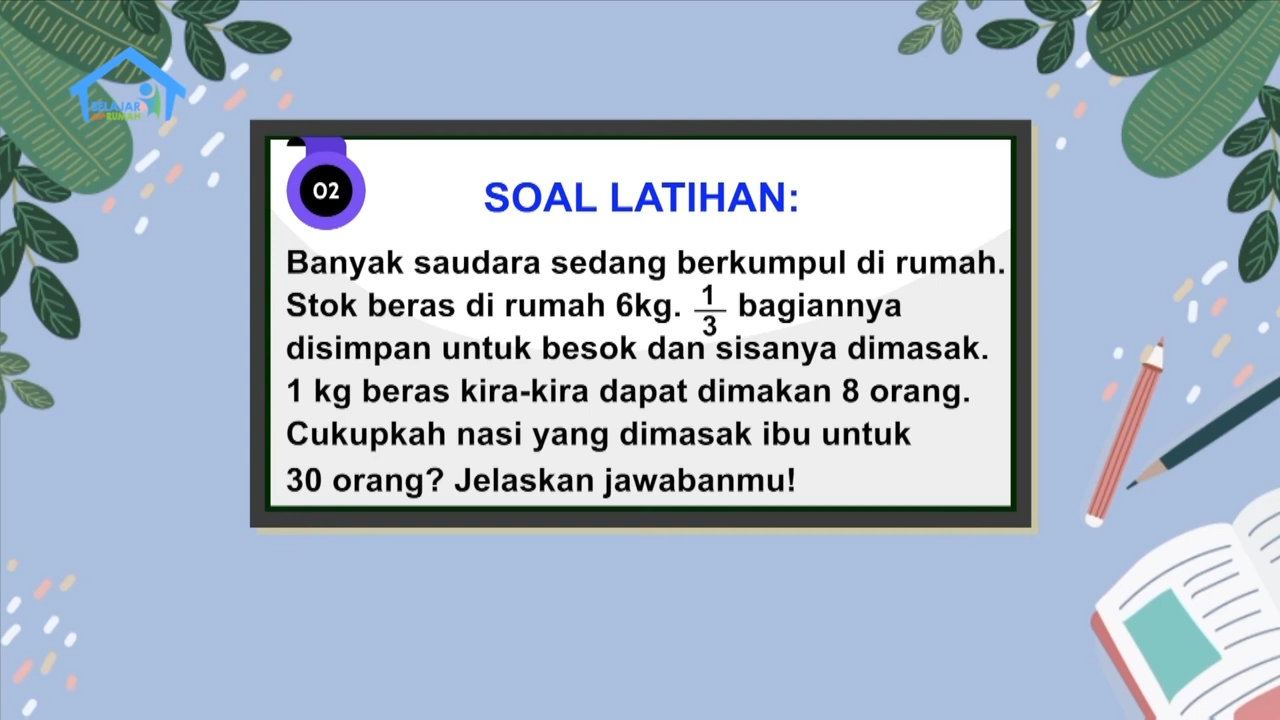 BELAJAR
RUMAH
02
SOAL LATIHAN:
Banyak saudara sedang berkumpul di rumah.
Stok beras di rumah 6kg. 1/3 bagiannya
disimpan untuk besok dan sisanya dimasak.
1 kg beras kira-kira dapat dimakan 8 orang.
Cukupkah nasi yang dimasak ibu untuk
30 orang? Jelaskan jawabanmu!